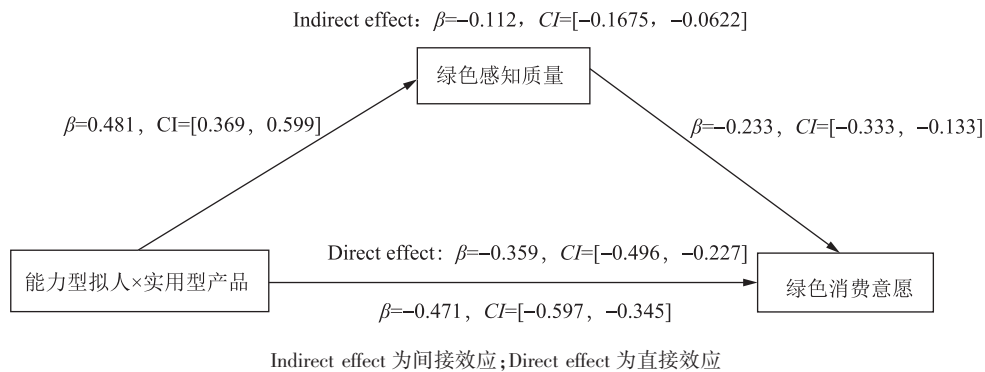 Indirect effect：β=−0.112，CI=[−0.1675，−0.0622]
绿色感知质量
β=0.481，CI=[0.369，0.599]
β=−0.233，CI=[−0.333，−0.133]
能力型拟人×实用型产品
Direct effect：β=−0.359，CI=[−0.496，−0.227]
绿色消费意愿
β=−0.471，CI=[−0.597，−0.345]
Indirect effect 为间接效应；Direct effect 为直接效应